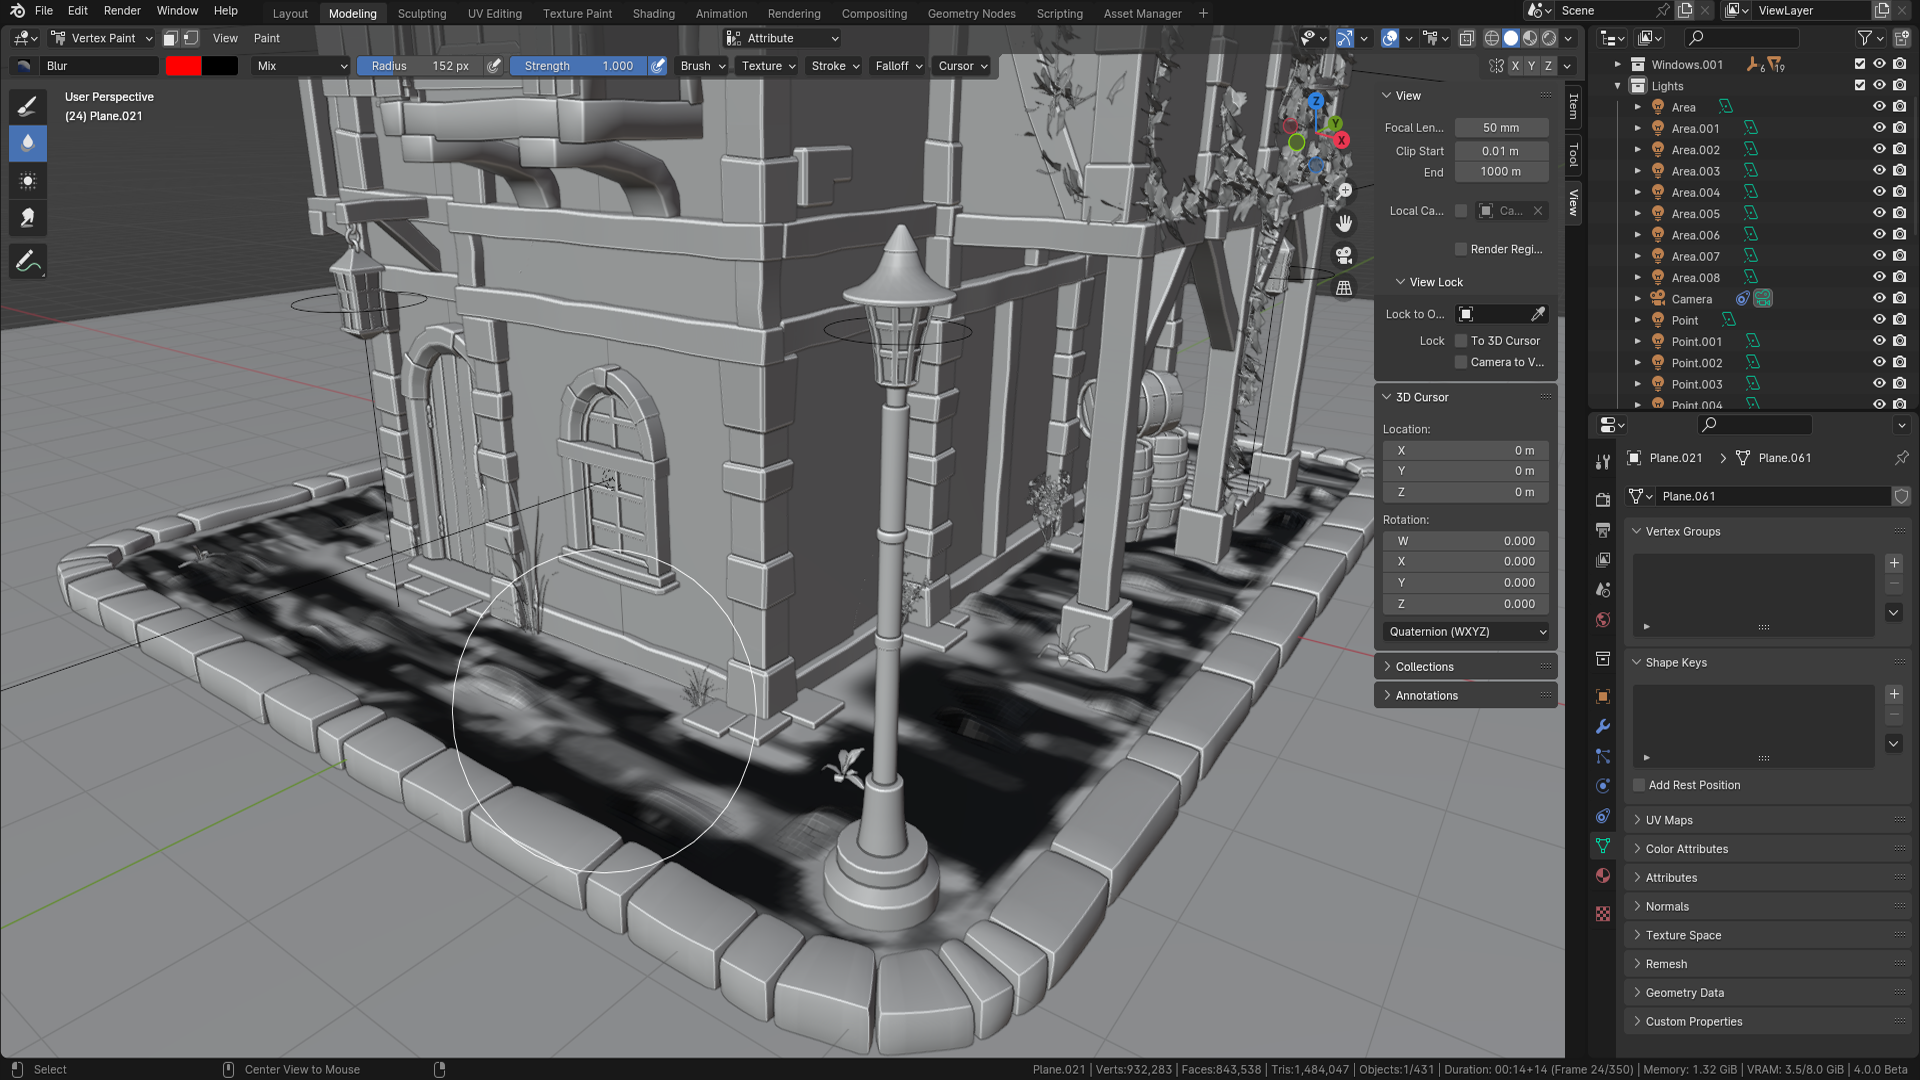 File Edit Render Window Help Layout Modeling Sculpting UV Editing Texture Paint Shading Animation Rendering Compositing Geometry Nodes Scripting Asset Manager + Scene ViewLayer
Vertex Paint View Paint Attribute
Blur Mix Radius 152 px Strength 1.000 Brush Texture Stroke Falloff Cursor X Y Z
User Perspective
(24) Plane.021
Z
Y
X
View
Focal Len... 50 mm
Clip Start 0.01 m
End 1000 m
Local Ca... Ca...
Render Regi...
View Lock
Lock to O...
Lock To 3D Cursor
Camera to V...
3D Cursor
Location:
X 0 m
Y 0 m
Z 0 m
Rotation:
W 0.000
X 0.000
Y 0.000
Z 0.000
Quaternion (WXYZ)
Collections
Annotations
Item
Tool
View
Windows.001 6 19
Lights
Area
Area.001
Area.002
Area.003
Area.004
Area.005
Area.006
Area.007
Area.008
Camera
Point
Point.001
Point.002
Point.003
Point.004
Plane.021 Plane.061
Plane.061
Vertex Groups
Shape Keys
Add Rest Position
UV Maps
Color Attributes
Attributes
Normals
Texture Space
Remesh
Geometry Data
Custom Properties
Select Center View to Mouse Plane.021 | Verts:932,283 | Faces:843,538 | Tris:1,484,047 | Objects:1/431 | Duration: 00:14+14 (Frame 24/350) | Memory: 1.32 GiB | VRAM: 3.5/8.0 GiB | 4.0.0 Beta